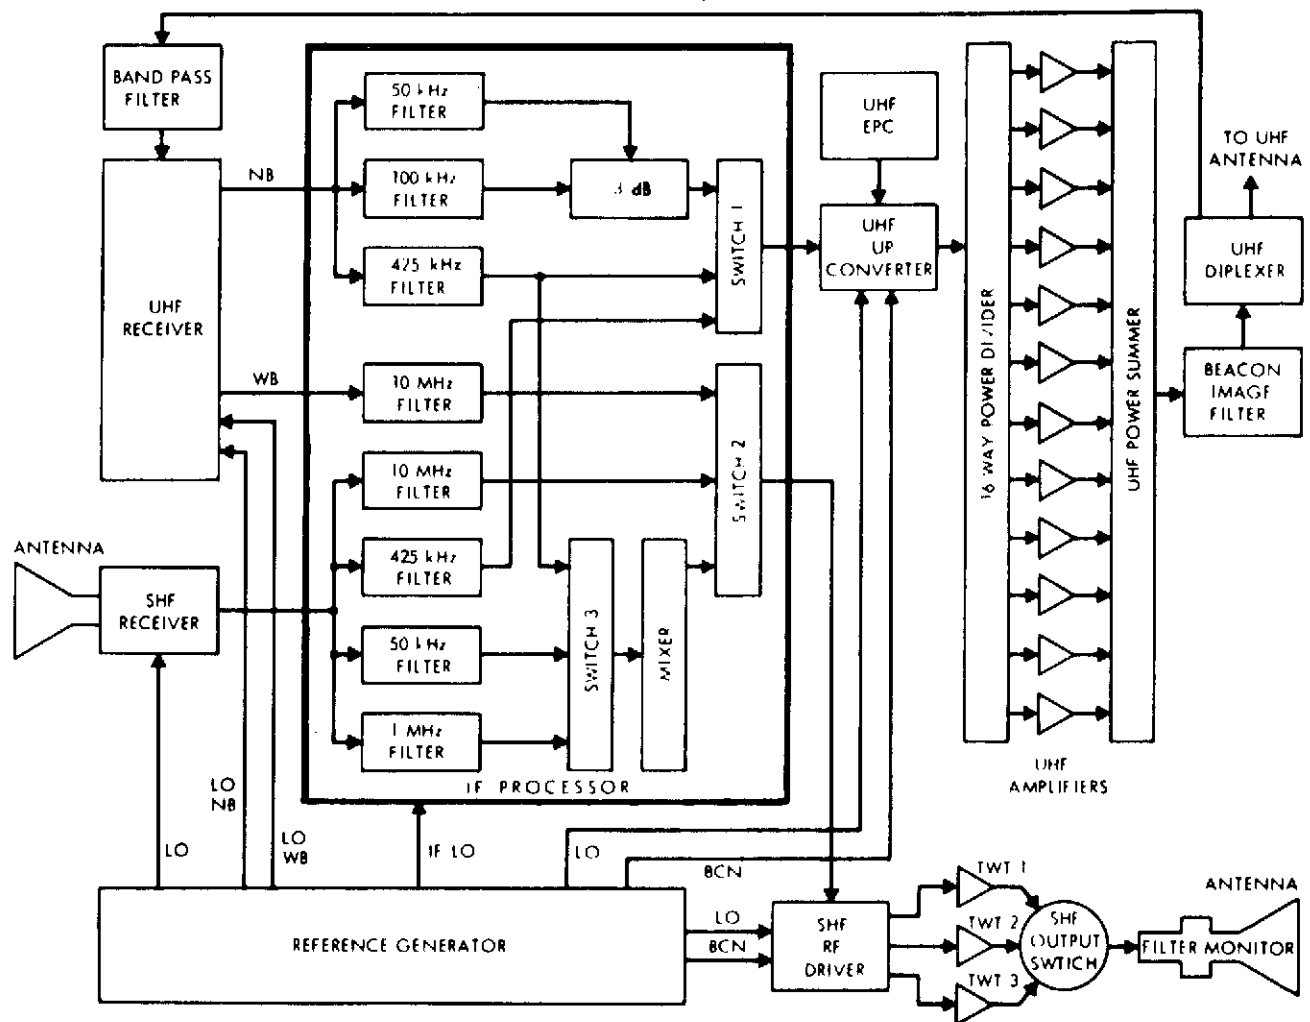 BAND PASS
FILTER
UHF
RECEIVER
NB
WB
50 kHz
FILTER
100 kHz
FILTER
425 kHz
FILTER
3 dB
SWITCH 1
10 MHz
FILTER
10 MHz
FILTER
425 kHz
FILTER
50 kHz
FILTER
1 MHz
FILTER
SWITCH 2
SWITCH 3
MIXER
IF PROCESSOR
UHF
EPC
UHF
UP
CONVERTER
16 WAY POWER DIVIDER
UHF POWER SUMMER
UHF
AMPLIFIERS
TO UHF
ANTENNA
UHF
DIPLEXER
BEACON
IMAGE
FILTER
ANTENNA
SHF
RECEIVER
LO
LO
NB
LO
WB
IF LO
LO
BCN
REFERENCE GENERATOR
LO
BCN
SHF
RF
DRIVER
TWT 1
TWT 2
TWT 3
SHF
OUTPUT
SWTICH
ANTENNA
FILTER MONITOR